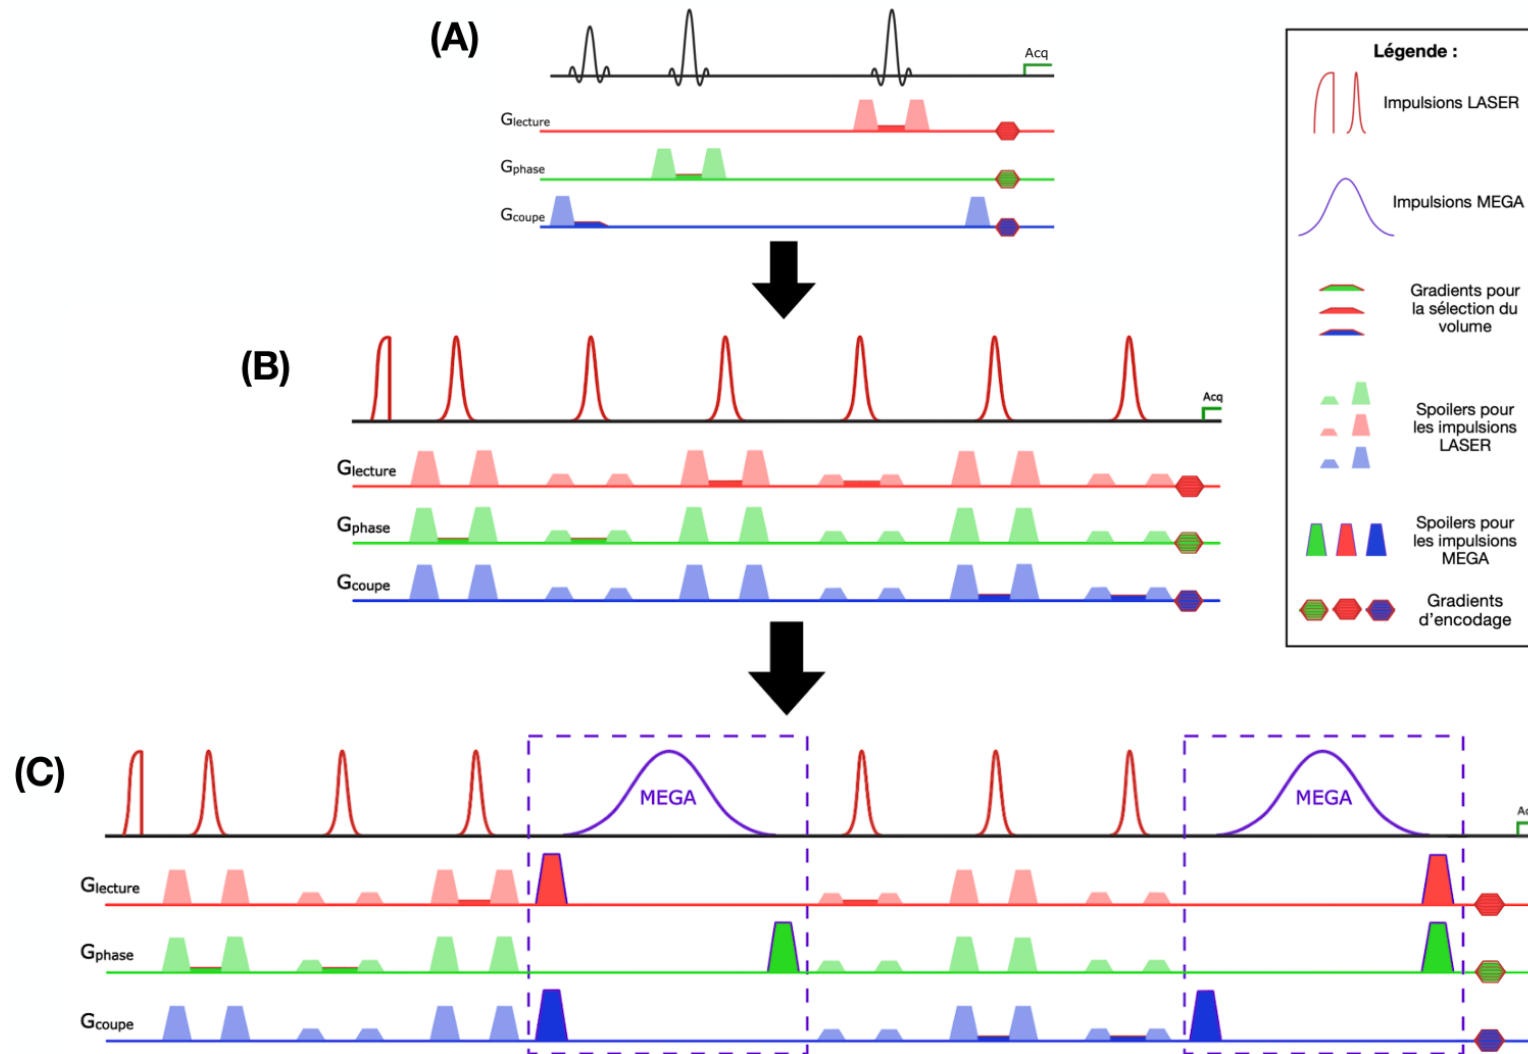 (A)
Acq
Glecture
Gphase
Gcoupe
Légende :
Impulsions LASER
Impulsions MEGA
Gradients pour
la sélection du
volume
Spoilers pour
les impulsions
LASER
Spoilers pour
les impulsions
MEGA
Gradients
d'encodage
(B)
Acq
Glecture
Gphase
Gcoupe
(C)
MEGA
MEGA
Glecture
Gphase
Gcoupe